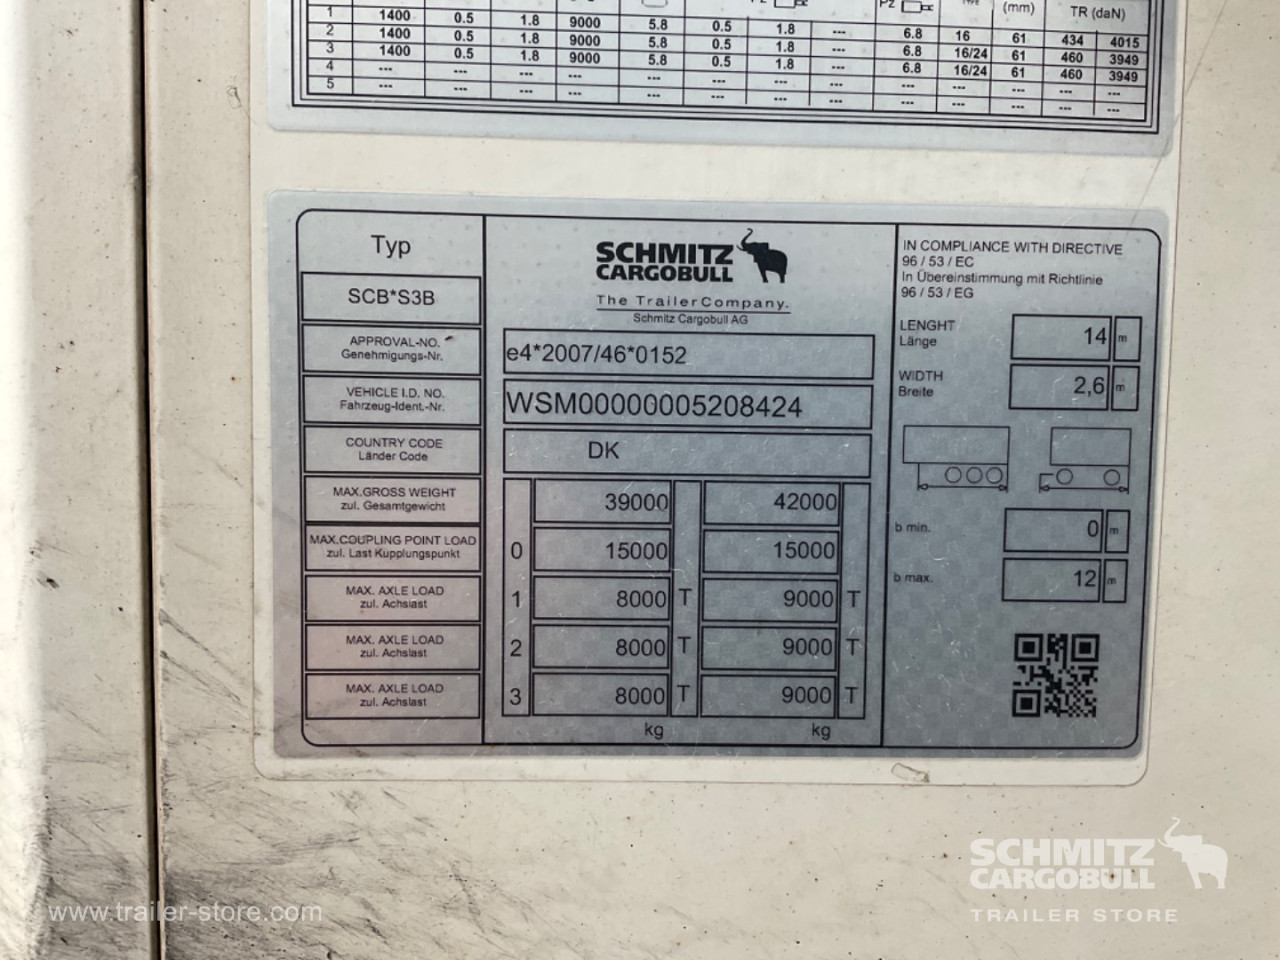 (mm) TR (daN)
1 1400 0.5 1.8 9000 5.8 0.5 1.8 --- 6.8 16 61 434 4015
2 1400 0.5 1.8 9000 5.8 0.5 1.8 --- 6.8 16/24 61 460 3949
3 1400 0.5 1.8 9000 5.8 0.5 1.8 --- 6.8 16/24 61 460 3949
4 --- --- --- --- --- --- --- --- --- --- --- --- ---
5 --- --- --- --- --- --- --- --- --- --- --- --- ---
Typ
SCB*S3B
APPROVAL-NO.
Genehmigungs-Nr.
VEHICLE I.D. NO.
Fahrzeug-Ident.-Nr.
COUNTRY CODE
Länder Code
MAX.GROSS WEIGHT
zul. Gesamtgewicht
MAX.COUPLING POINT LOAD
zul. Last Kupplungspunkt
MAX. AXLE LOAD
zul. Achslast
MAX. AXLE LOAD
zul. Achslast
MAX. AXLE LOAD
zul. Achslast
SCHMITZ
CARGOBULL
The TrailerCompany.
Schmitz Cargobull AG
e4*2007/46*0152
WSM00000005208424
DK
39000 42000
0 15000 15000
1 8000 T 9000 T
2 8000 T 9000 T
3 8000 T 9000 T
kg kg
IN COMPLIANCE WITH DIRECTIVE
96 / 53 / EC
In Übereinstimmung mit Richtlinie
96 / 53 / EG
LENGHT
Länge
14 m
WIDTH
Breite
2,6 m
b min. 0 m
b max. 12 m
SCHMITZ
CARGOBULL
TRAILER STORE
www.trailer-store.com